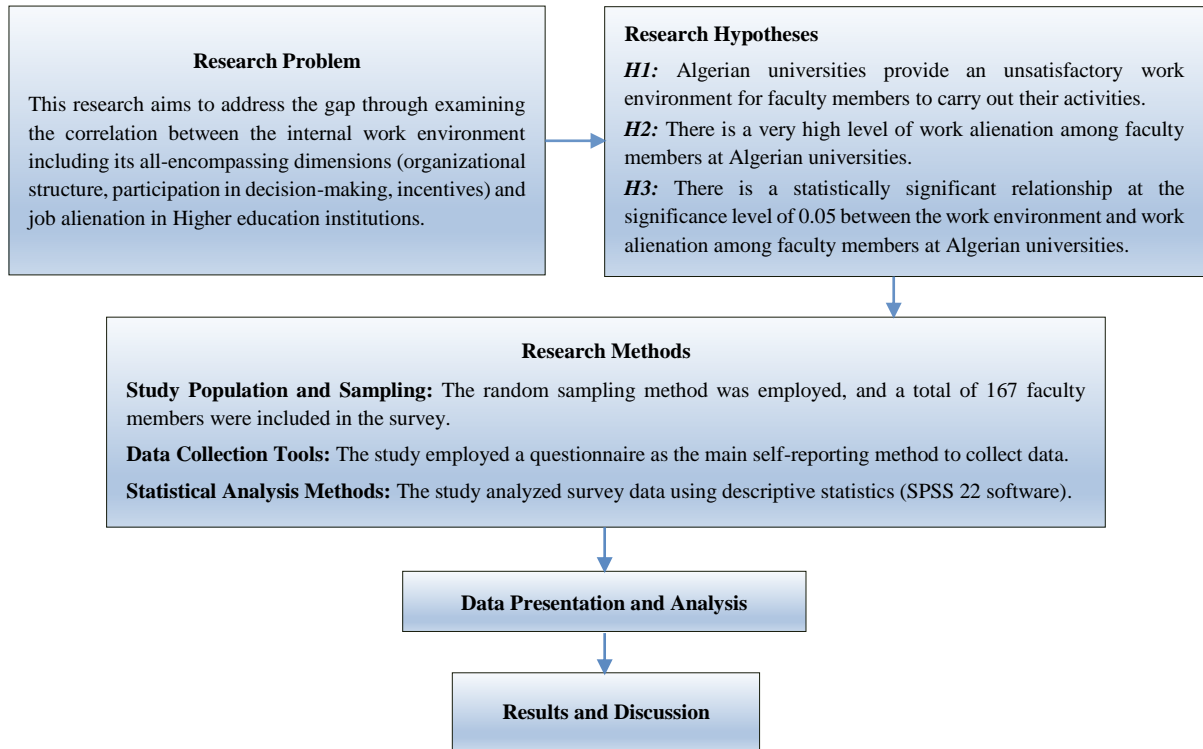 Research Problem
This research aims to address the gap through examining
the correlation between the internal work environment
including its all-encompassing dimensions (organizational
structure, participation in decision-making, incentives) and
job alienation in Higher education institutions.
Research Hypotheses
H1: Algerian universities provide an unsatisfactory work
environment for faculty members to carry out their activities.
H2: There is a very high level of work alienation among faculty
members at Algerian universities.
H3: There is a statistically significant relationship at the
significance level of 0.05 between the work environment and work
alienation among faculty members at Algerian universities.
Research Methods
Study Population and Sampling: The random sampling method was employed, and a total of 167 faculty
members were included in the survey.
Data Collection Tools: The study employed a questionnaire as the main self-reporting method to collect data.
Statistical Analysis Methods: The study analyzed survey data using descriptive statistics (SPSS 22 software).
Data Presentation and Analysis
Results and Discussion